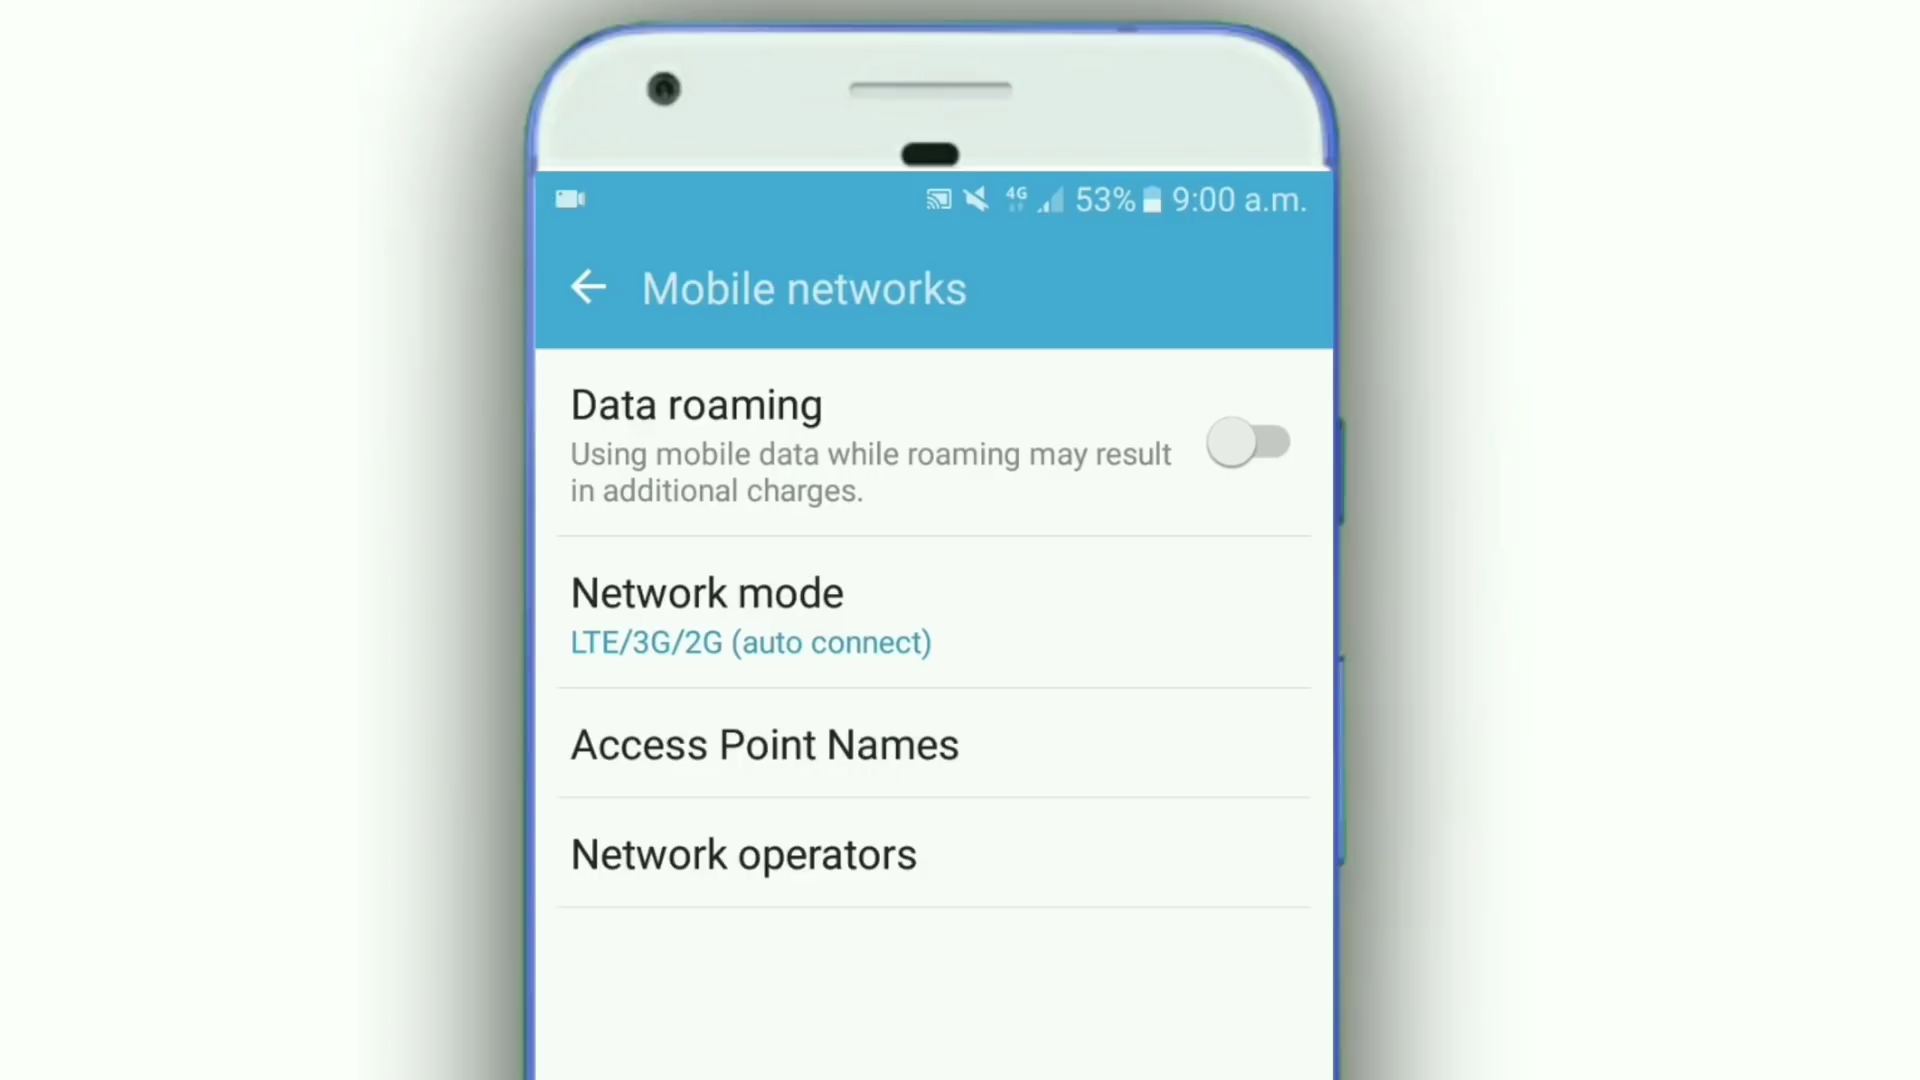 4G 53% 9:00 a.m.
Mobile networks
Data roaming
Using mobile data while roaming may result
in additional charges.
Network mode
LTE/3G/2G (auto connect)
Access Point Names
Network operators